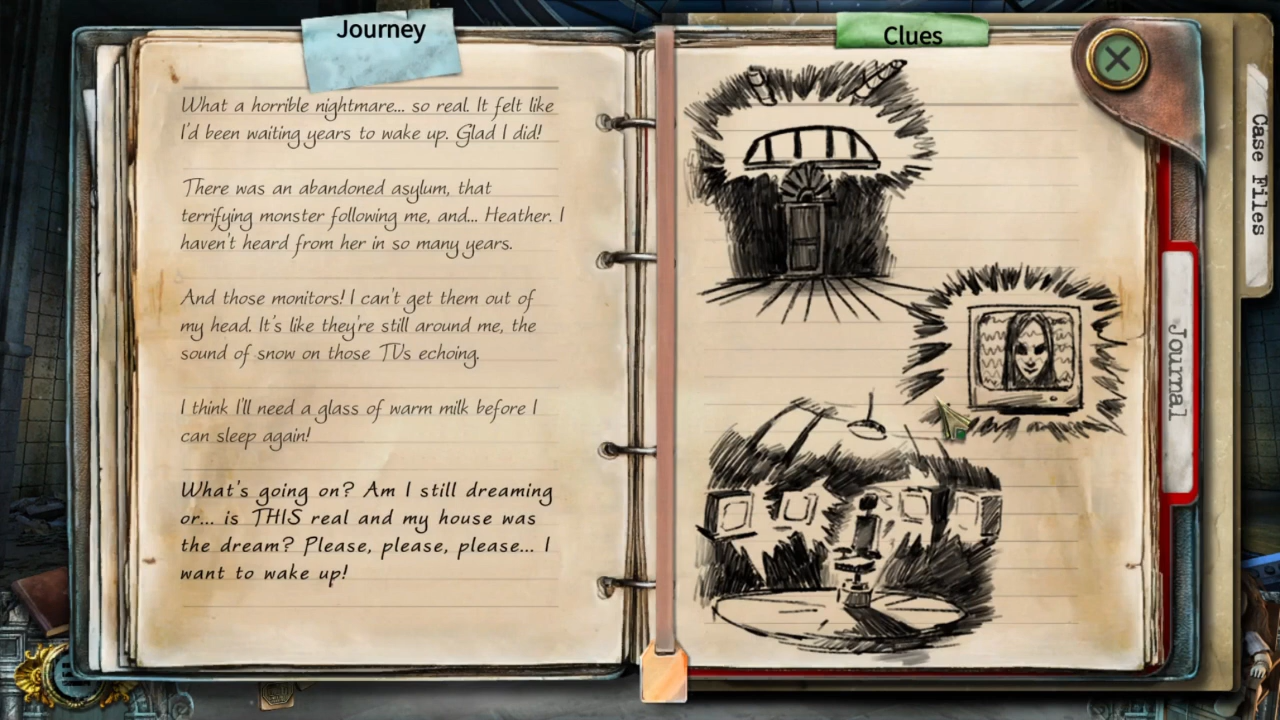 Journey
What a horrible nightmare... so real. It felt like
I'd been waiting years to wake up. Glad I did!
There was an abandoned asylum, that
terrifying monster following me, and... Heather. I
haven't heard from her in so many years.
And those monitors! I can't get them out of
my head. It's like they're still around me, the
sound of snow on those TVs echoing.
I think I'll need a glass of warm milk before I
can sleep again!
What's going on? Am I still dreaming
or... is THIS real and my house was
the dream? Please, please, please... I
want to wake up!
Clues
Case Files
Journal